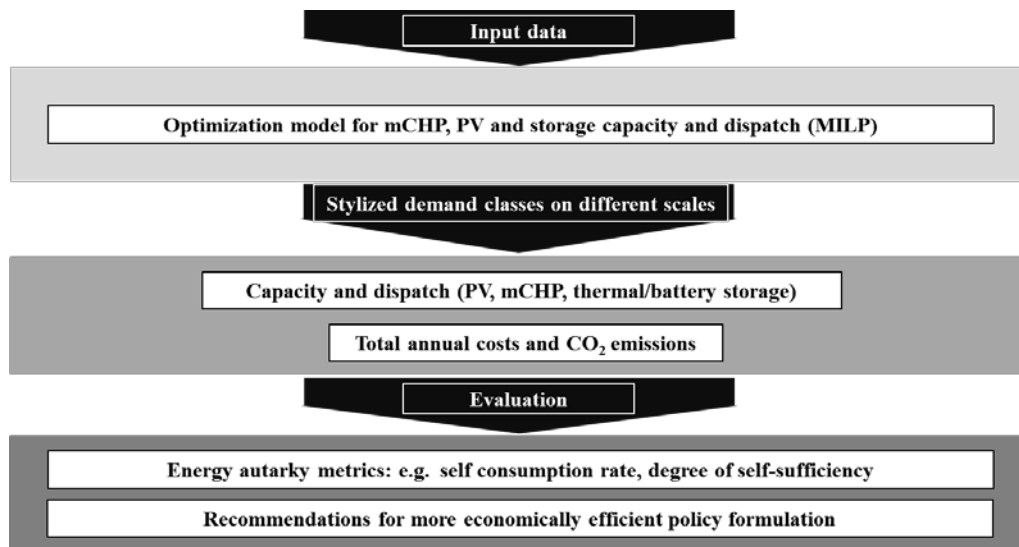 Input data
Optimization model for mCHP, PV and storage capacity and dispatch (MILP)
Stylized demand classes on different scales
Capacity and dispatch (PV, mCHP, thermal/battery storage)
Total annual costs and CO₂ emissions
Evaluation
Energy autarky metrics: e.g. self consumption rate, degree of self-sufficiency
Recommendations for more economically efficient policy formulation